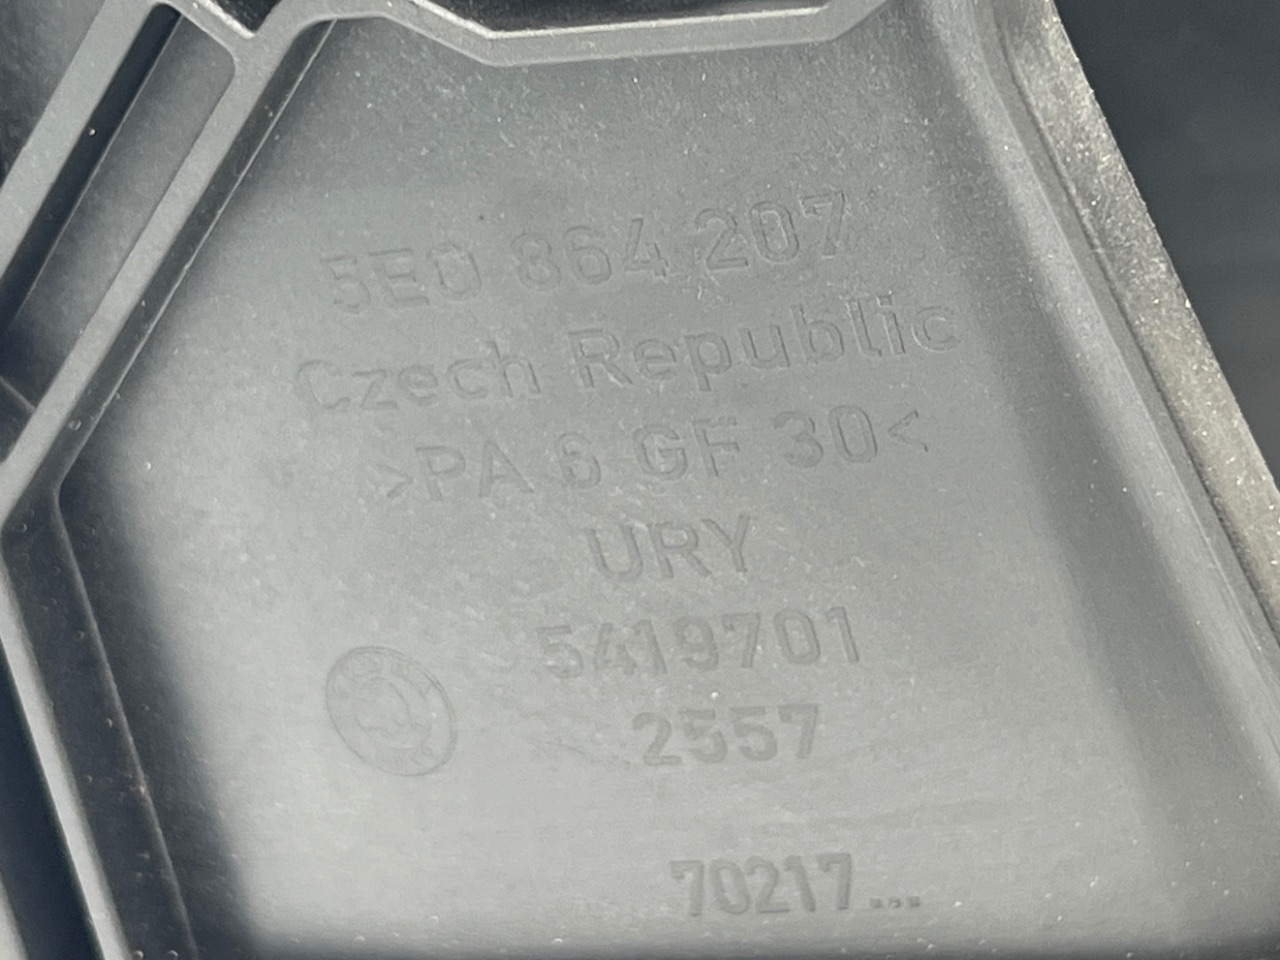 5E0 864 207
Czech Republic
>PA 6 GF 30<
URY
5419701
2557
70217...